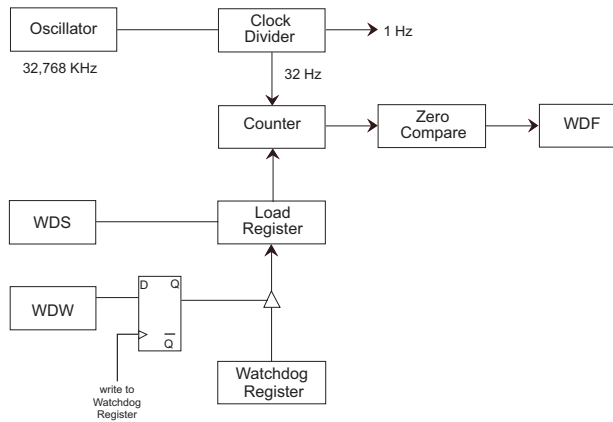 Oscillator
Clock
Divider
1 Hz
32,768 KHz
32 Hz
Counter
Zero
Compare
WDF
WDS
Load
Register
D
Q
WDW
Q
Watchdog
Register
write to
Watchdog
Register